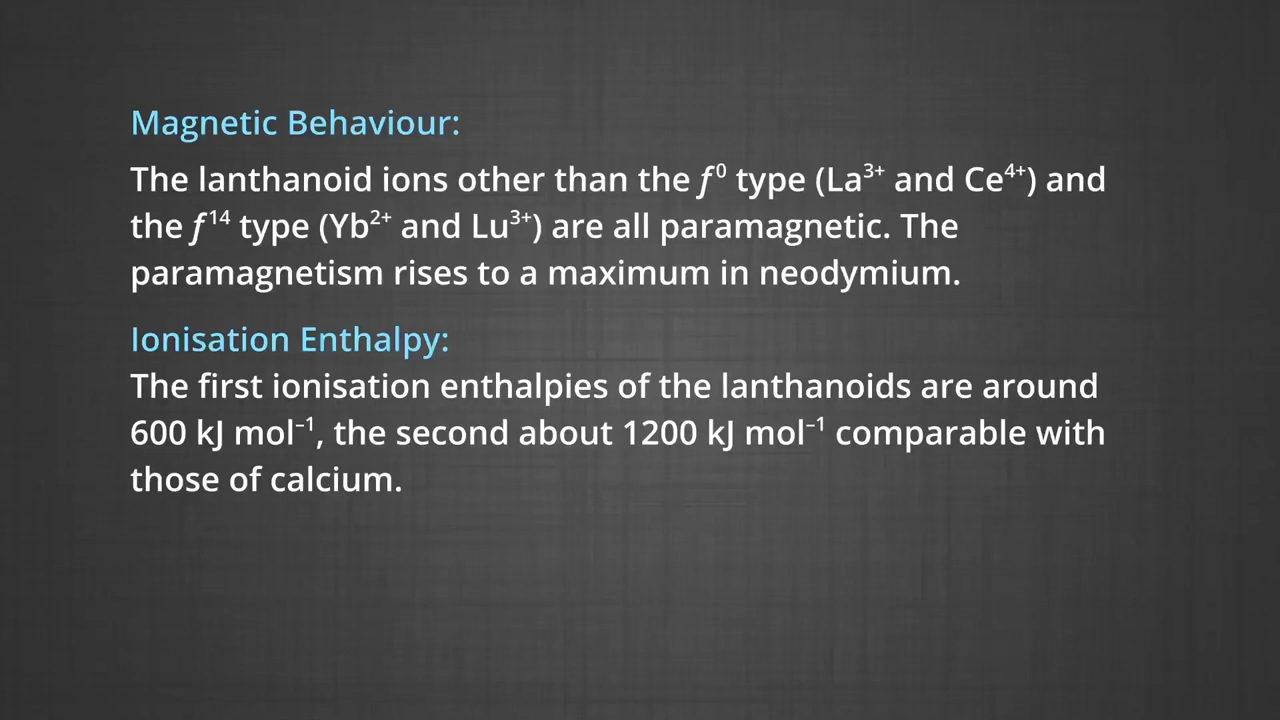 Magnetic Behaviour:
The lanthanoid ions other than the f⁰ type (La³⁺ and Ce⁴⁺) and
the f¹⁴ type (Yb²⁺ and Lu³⁺) are all paramagnetic. The
paramagnetism rises to a maximum in neodymium.
Ionisation Enthalpy:
The first ionisation enthalpies of the lanthanoids are around
600 kJ mol⁻¹, the second about 1200 kJ mol⁻¹ comparable with
those of calcium.